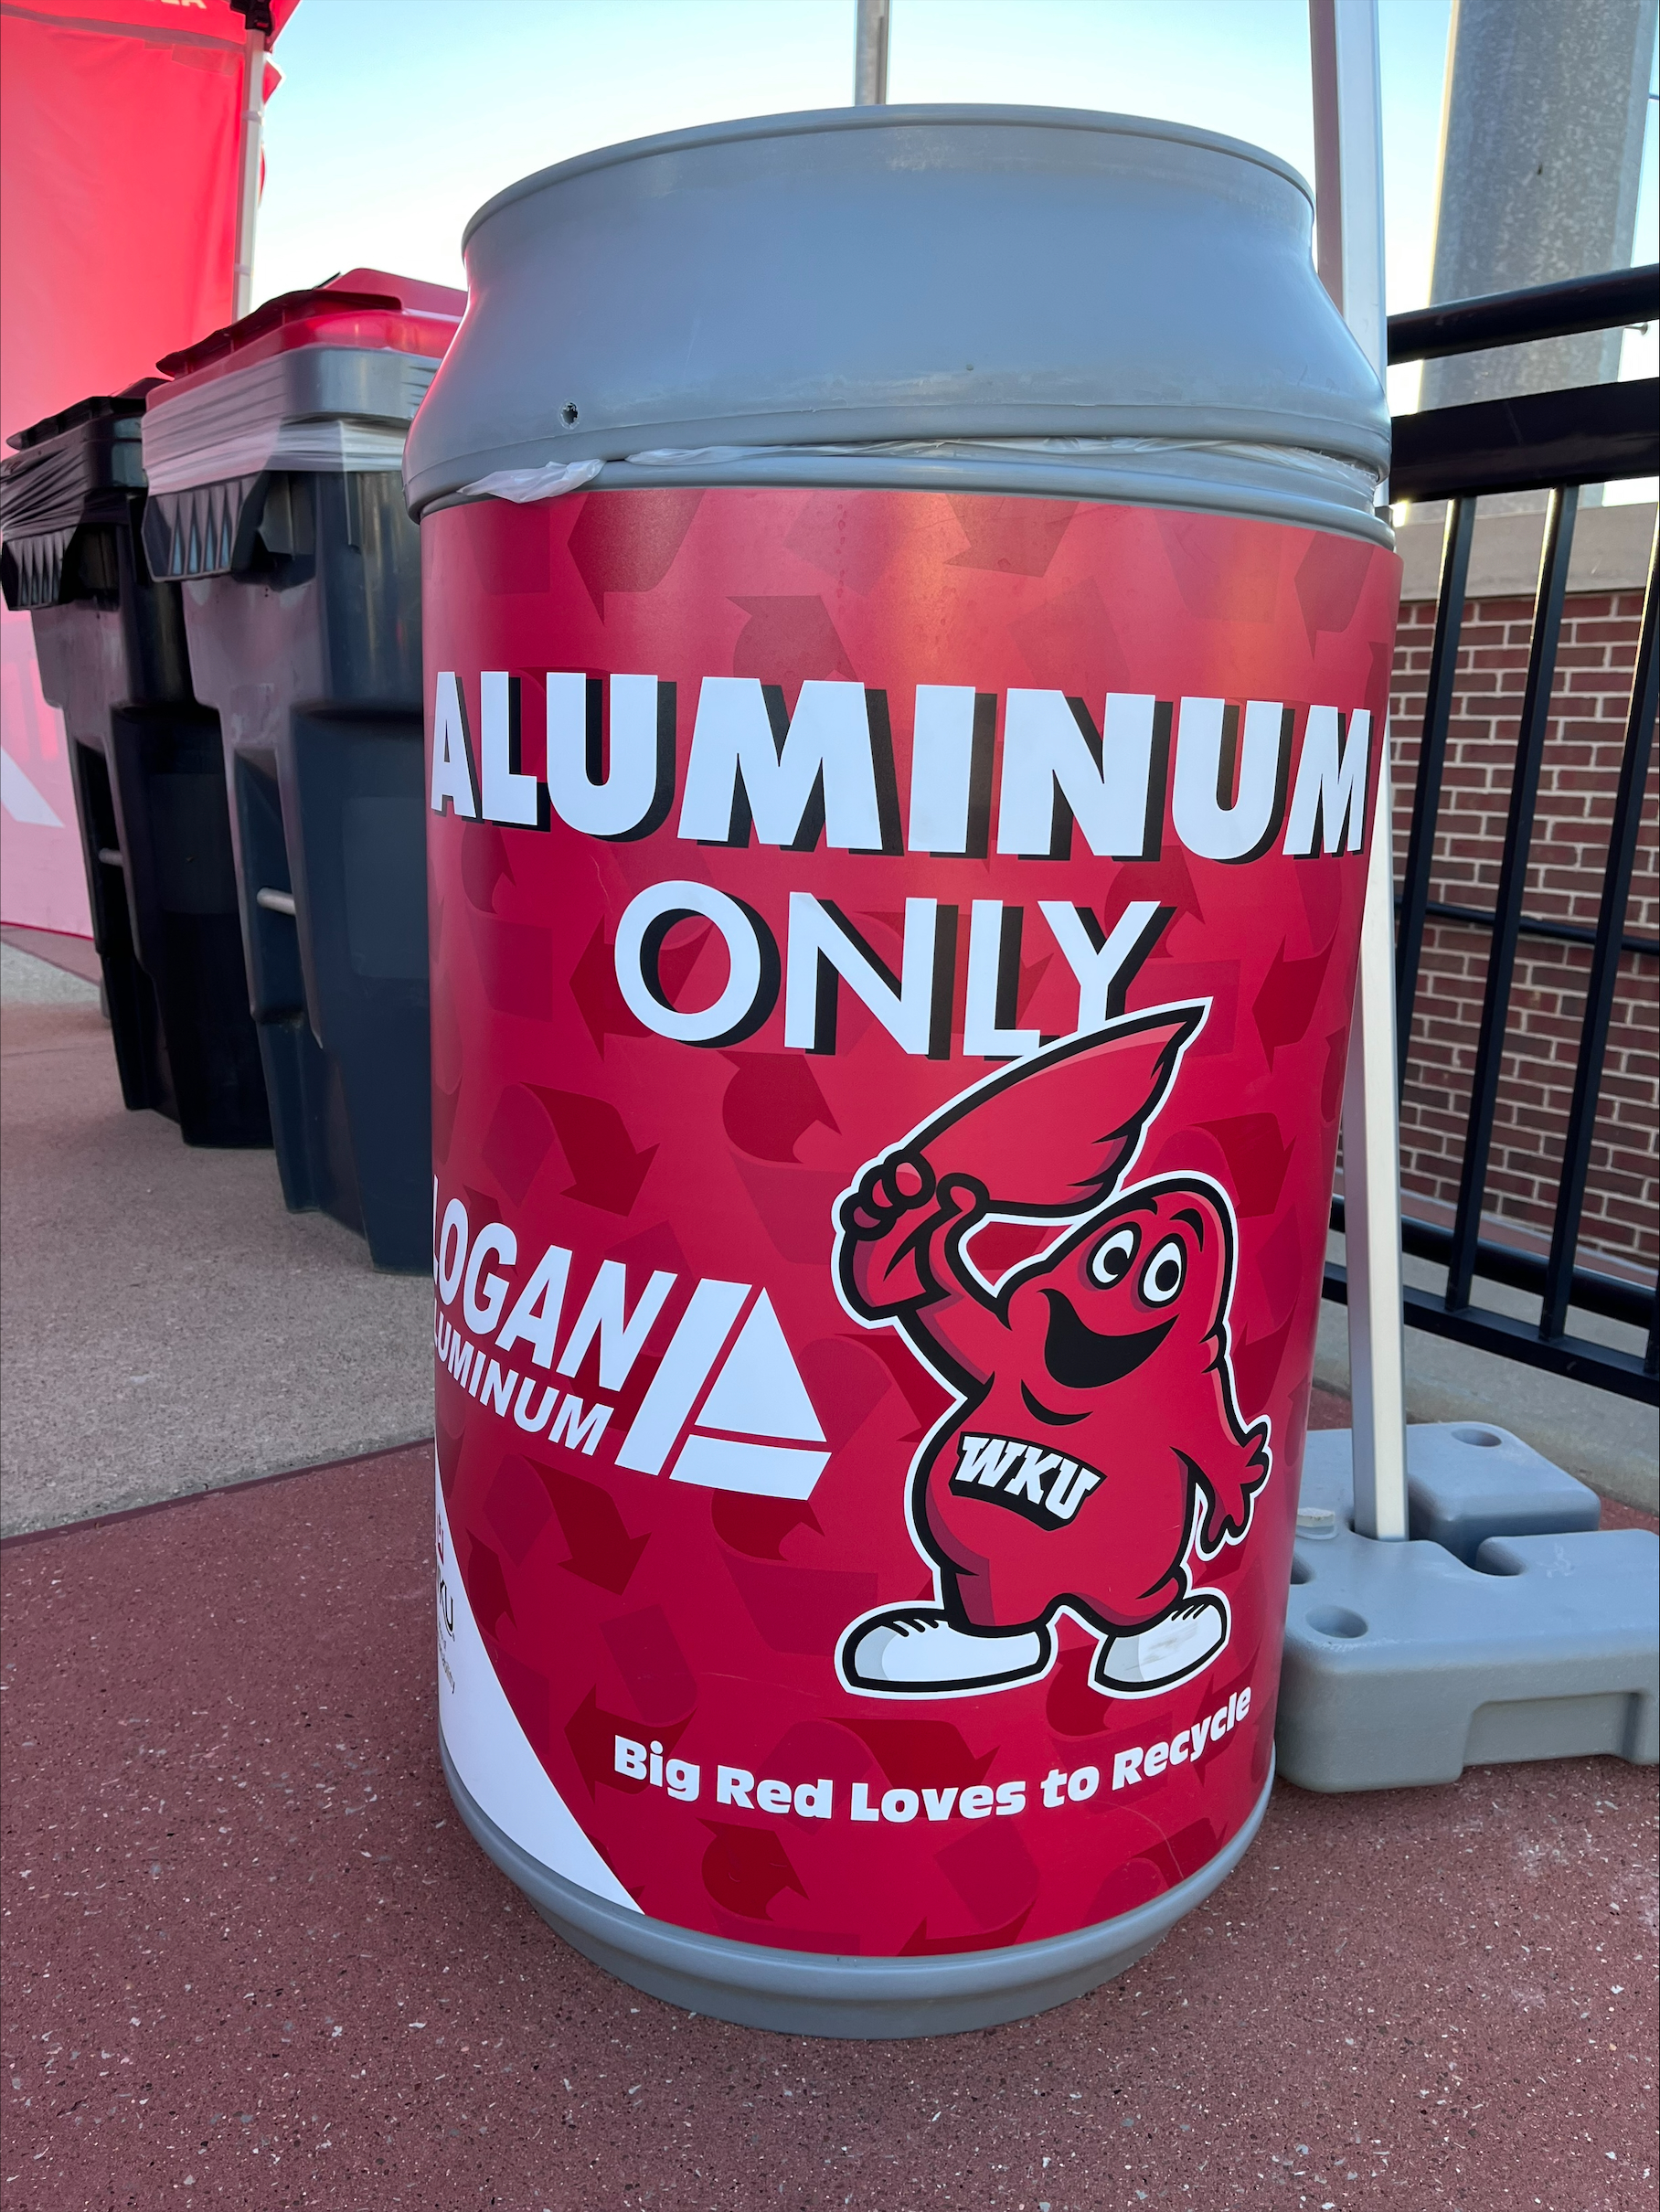 ALUMINUM
ONLY
LOGAN
LUMINUM
WKU
Big Red Loves to Recycle